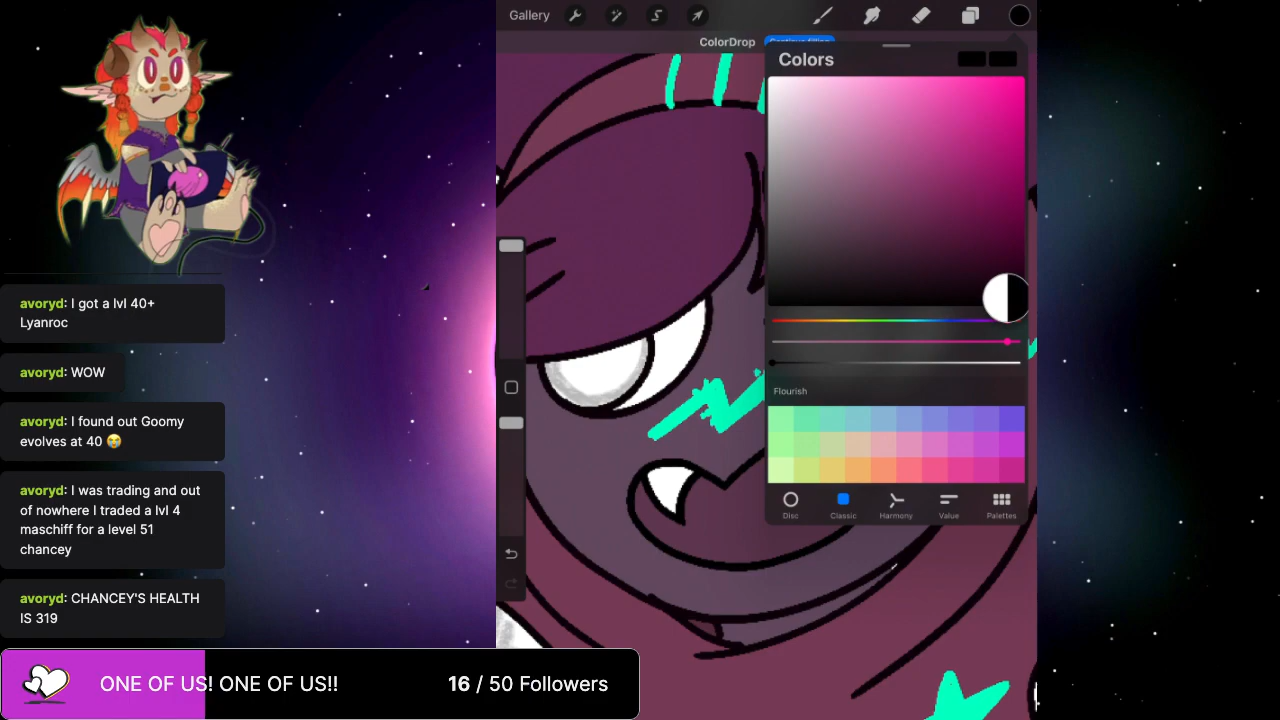 Gallery
ColorDrop
Continue filling
Colors
Flourish
Disc
Classic
Harmony
Value
Palettes
avoryd: I got a lvl 40+
Lyanroc
avoryd: WOW
avoryd: I found out Goomy
evolves at 40 😭
avoryd: I was trading and out
of nowhere I traded a lvl 4
maschiff for a level 51
chancey
avoryd: CHANCEY'S HEALTH
IS 319
ONE OF US! ONE OF US!!
16 / 50 Followers